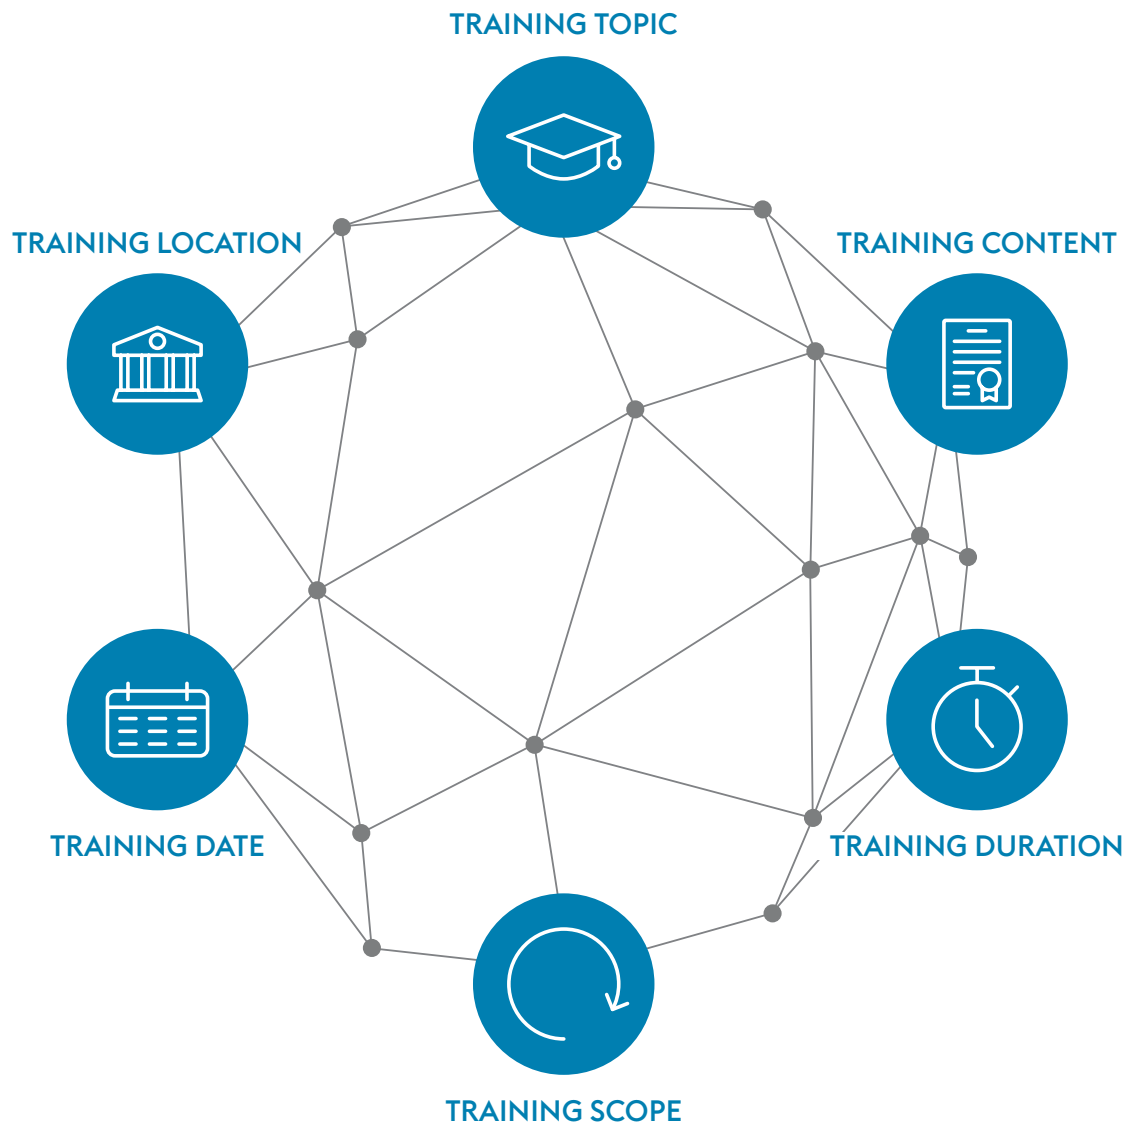 TRAINING TOPIC
TRAINING LOCATION
TRAINING CONTENT
TRAINING DATE
TRAINING DURATION
TRAINING SCOPE